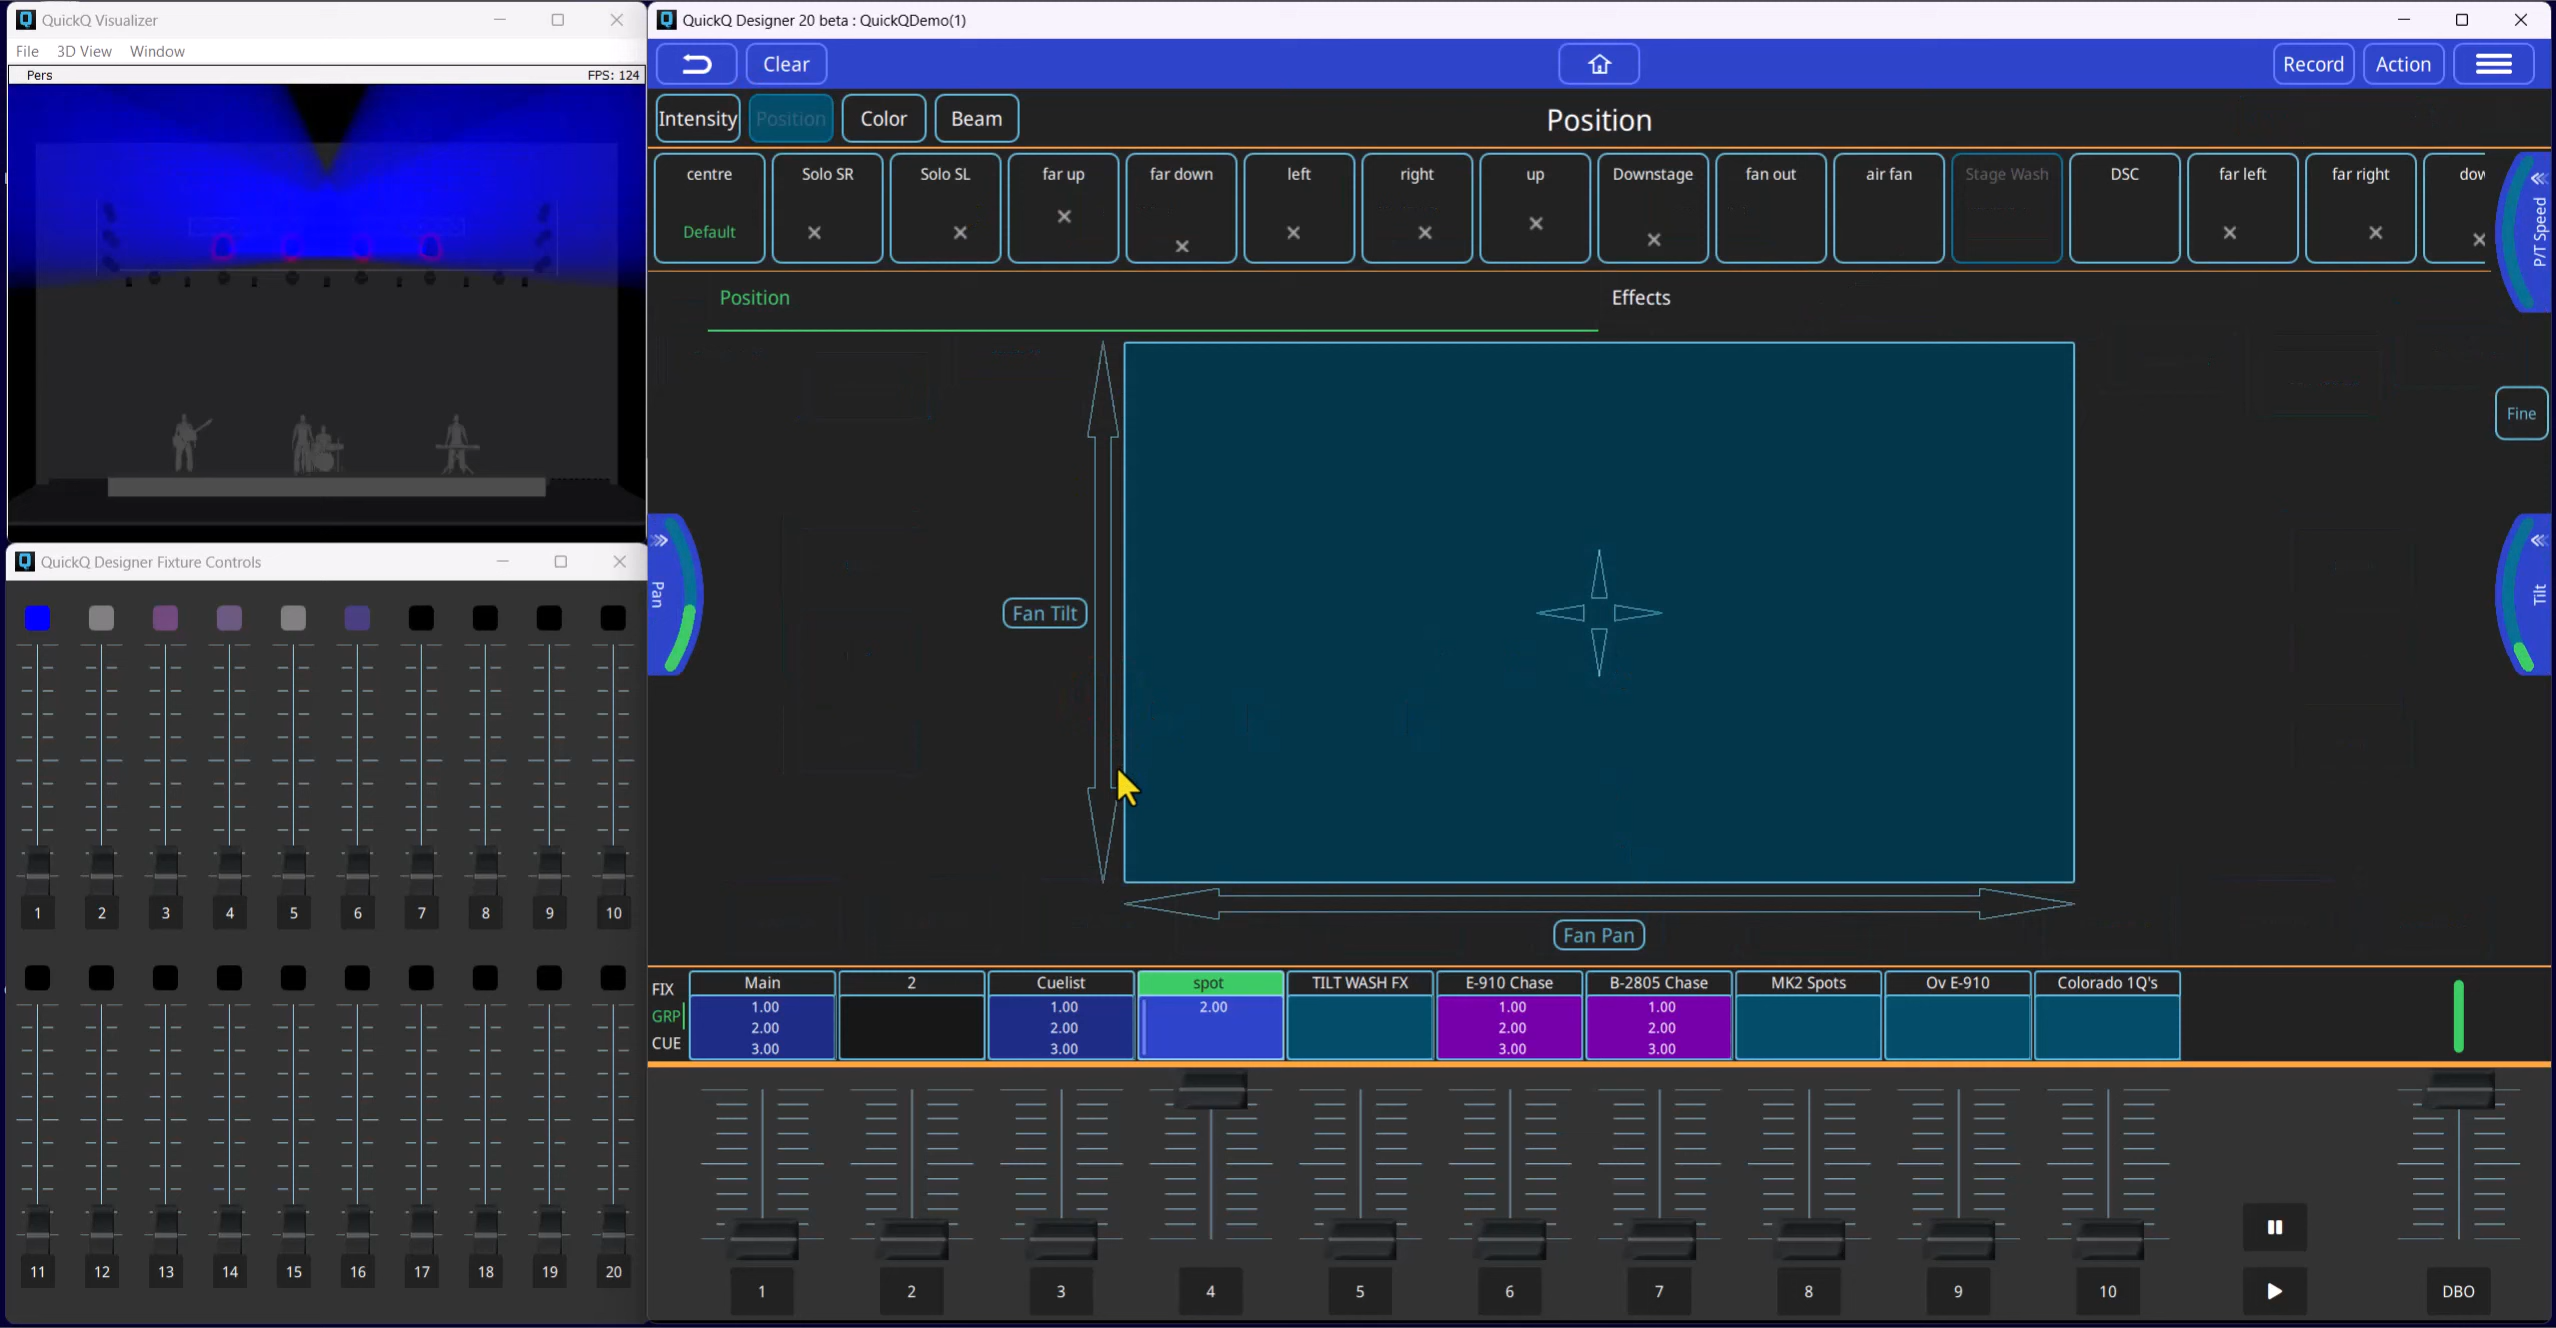 QuickQ Visualizer
File 3D View Window
Pers FPS: 124
QuickQ Designer 20 beta : QuickQDemo(1)
Clear
Record Action
Intensity Position Color Beam
Position
centre Solo SR Solo SL far up far down left right up Downstage fan out air fan Stage Wash DSC far left far right dow
Default
P/T Speed
Position Effects
Fine
Pan
Tilt
Fan Tilt
Fan Pan
QuickQ Designer Fixture Controls
1 2 3 4 5 6 7 8 9 10
11 12 13 14 15 16 17 18 19 20
FIX
GRP
CUE
Main 2 Cuelist spot TILT WASH FX E-910 Chase B-2805 Chase MK2 Spots Ov E-910 Colorado 1Q's
1.00 1.00 2.00 1.00 1.00
2.00 2.00 2.00 2.00
3.00 3.00 3.00 3.00
1 2 3 4 5 6 7 8 9 10 DBO